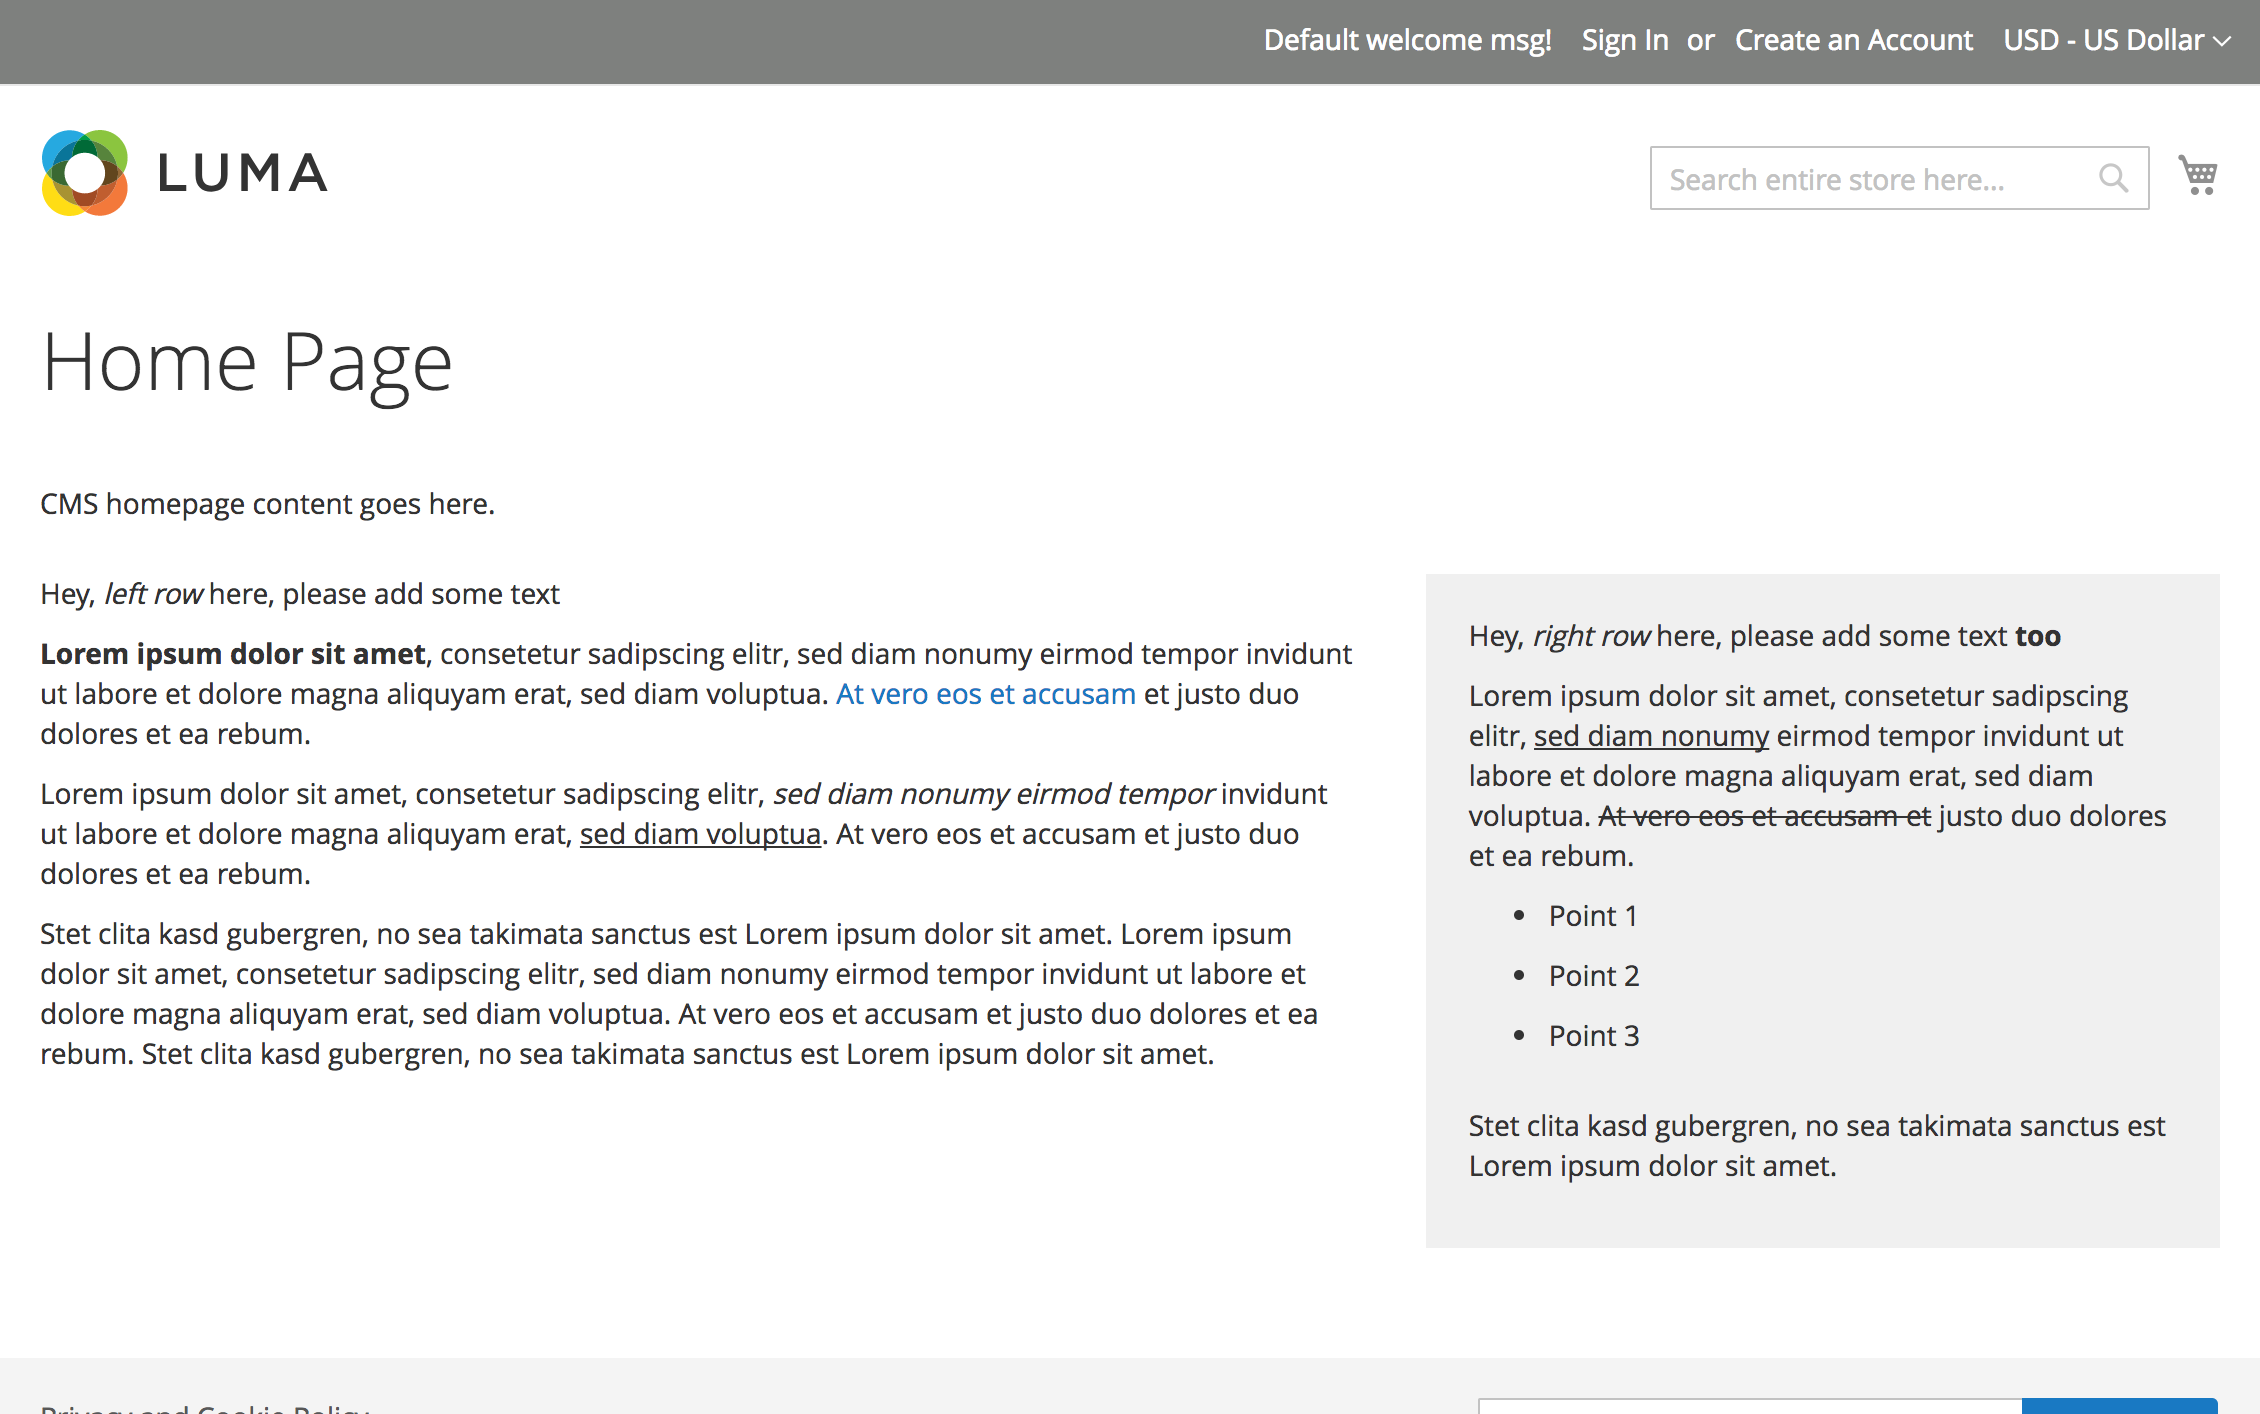 Default welcome msg! Sign In or Create an Account USD - US Dollar
LUMA
Search entire store here...
Home Page
CMS homepage content goes here.
Hey, left row here, please add some text
Lorem ipsum dolor sit amet, consetetur sadipscing elitr, sed diam nonumy eirmod tempor invidunt
ut labore et dolore magna aliquyam erat, sed diam voluptua. At vero eos et accusam et justo duo
dolores et ea rebum.
Lorem ipsum dolor sit amet, consetetur sadipscing elitr, sed diam nonumy eirmod tempor invidunt
ut labore et dolore magna aliquyam erat, sed diam voluptua. At vero eos et accusam et justo duo
dolores et ea rebum.
Stet clita kasd gubergren, no sea takimata sanctus est Lorem ipsum dolor sit amet. Lorem ipsum
dolor sit amet, consetetur sadipscing elitr, sed diam nonumy eirmod tempor invidunt ut labore et
dolore magna aliquyam erat, sed diam voluptua. At vero eos et accusam et justo duo dolores et ea
rebum. Stet clita kasd gubergren, no sea takimata sanctus est Lorem ipsum dolor sit amet.
Hey, right row here, please add some text too
Lorem ipsum dolor sit amet, consetetur sadipscing
elitr, sed diam nonumy eirmod tempor invidunt ut
labore et dolore magna aliquyam erat, sed diam
voluptua. At vero eos et accusam et justo duo dolores
et ea rebum.
Point 1
Point 2
Point 3
Stet clita kasd gubergren, no sea takimata sanctus est
Lorem ipsum dolor sit amet.
Privacy and Cookie Policy